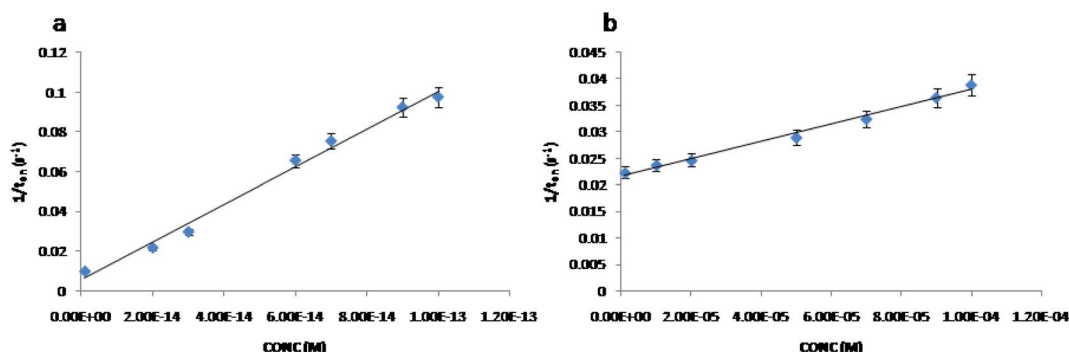 a
0.12
0.1
0.08
0.06
0.04
0.02
0
1/τon (s⁻¹)
0.00E+00 2.00E-14 4.00E-14 6.00E-14 8.00E-14 1.00E-13 1.20E-13
CONC (M)
b
0.045
0.04
0.035
0.03
0.025
0.02
0.015
0.01
0.005
0
1/τon (s⁻¹)
0.00E+00 2.00E-05 4.00E-05 6.00E-05 8.00E-05 1.00E-04 1.20E-04
CONC (M)